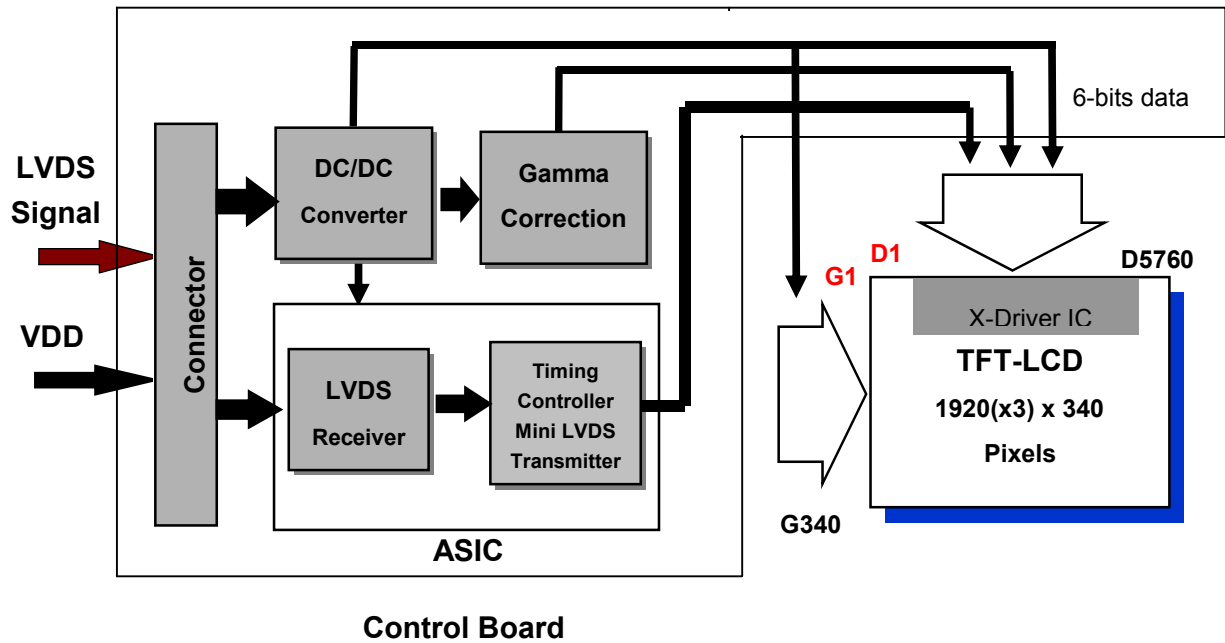 6-bits data
LVDS
Signal
VDD
Connector
DC/DC
Converter
Gamma
Correction
LVDS
Receiver
Timing
Controller
Mini LVDS
Transmitter
ASIC
G1
D1
D5760
X-Driver IC
TFT-LCD
1920(x3) x 340
Pixels
G340
Control Board